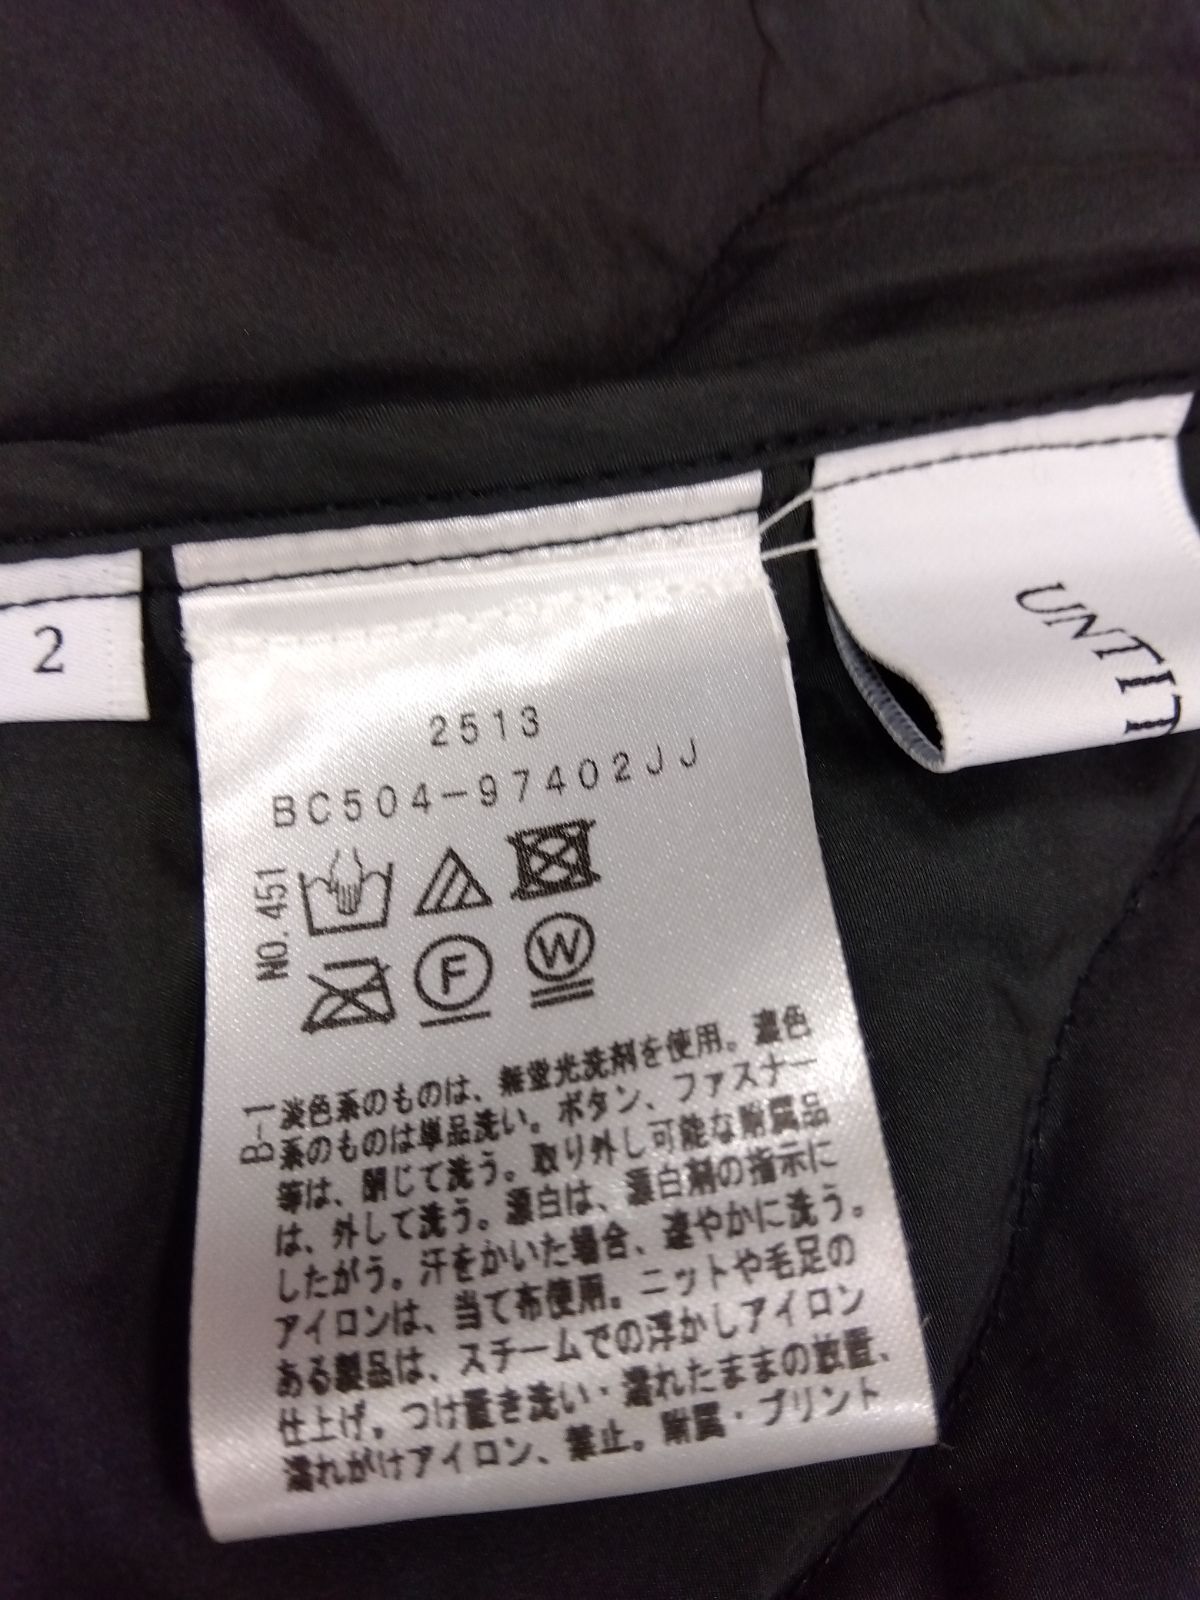 2
UNTIT
2513
BC504-97402JJ
NO.451
F
W
B-1
淡色系のものは、無蛍光洗剤を使用。濃色
系のものは単品洗い。ボタン、ファスナー
等は、閉じて洗う。取り外し可能な附属品
は、外して洗う。漂白は、漂白剤の指示に
したがう。汗をかいた場合、速やかに洗う。
アイロンは、当て布使用。ニットや毛足の
ある製品は、スチームでの浮かしアイロン
仕上げ。つけ置き洗い・濡れたままの放置、
濡れがけアイロン、禁止。附属・プリント